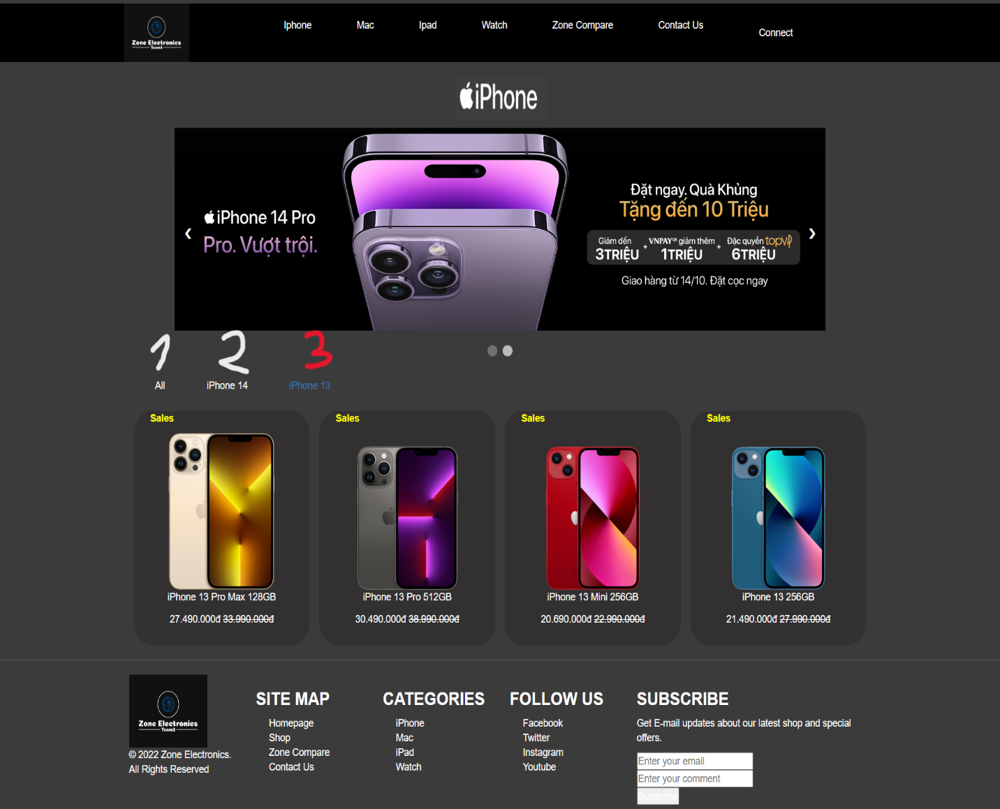 Zone Electronics
Team3
Iphone
Mac
Ipad
Watch
Zone Compare
Contact Us
Connect
iPhone
iPhone 14 Pro
Pro. Vượt trội.
Đặt ngay. Quà Khủng
Tặng đến 10 Triệu
Giảm đến
3TRIỆU
+
VNPAYQR giảm thêm
1TRIỆU
+
Đặc quyền topVIP
6TRIỆU
Giao hàng từ 14/10. Đặt cọc ngay
❮
❯
1
2
3
All
iPhone 14
iPhone 13
Sales
iPhone 13 Pro Max 128GB
27.490.000đ 33.990.000đ
Sales
iPhone 13 Pro 512GB
30.490.000đ 38.990.000đ
Sales
iPhone 13 Mini 256GB
20.690.000đ 22.990.000đ
Sales
iPhone 13 256GB
21.490.000đ 27.990.000đ
Zone Electronics
Team3
© 2022 Zone Electronics.
All Rights Reserved
SITE MAP
Homepage
Shop
Zone Compare
Contact Us
CATEGORIES
iPhone
Mac
iPad
Watch
FOLLOW US
Facebook
Twitter
Instagram
Youtube
SUBSCRIBE
Get E-mail updates about our latest shop and special
offers.
Enter your email
Enter your comment
Subscribe